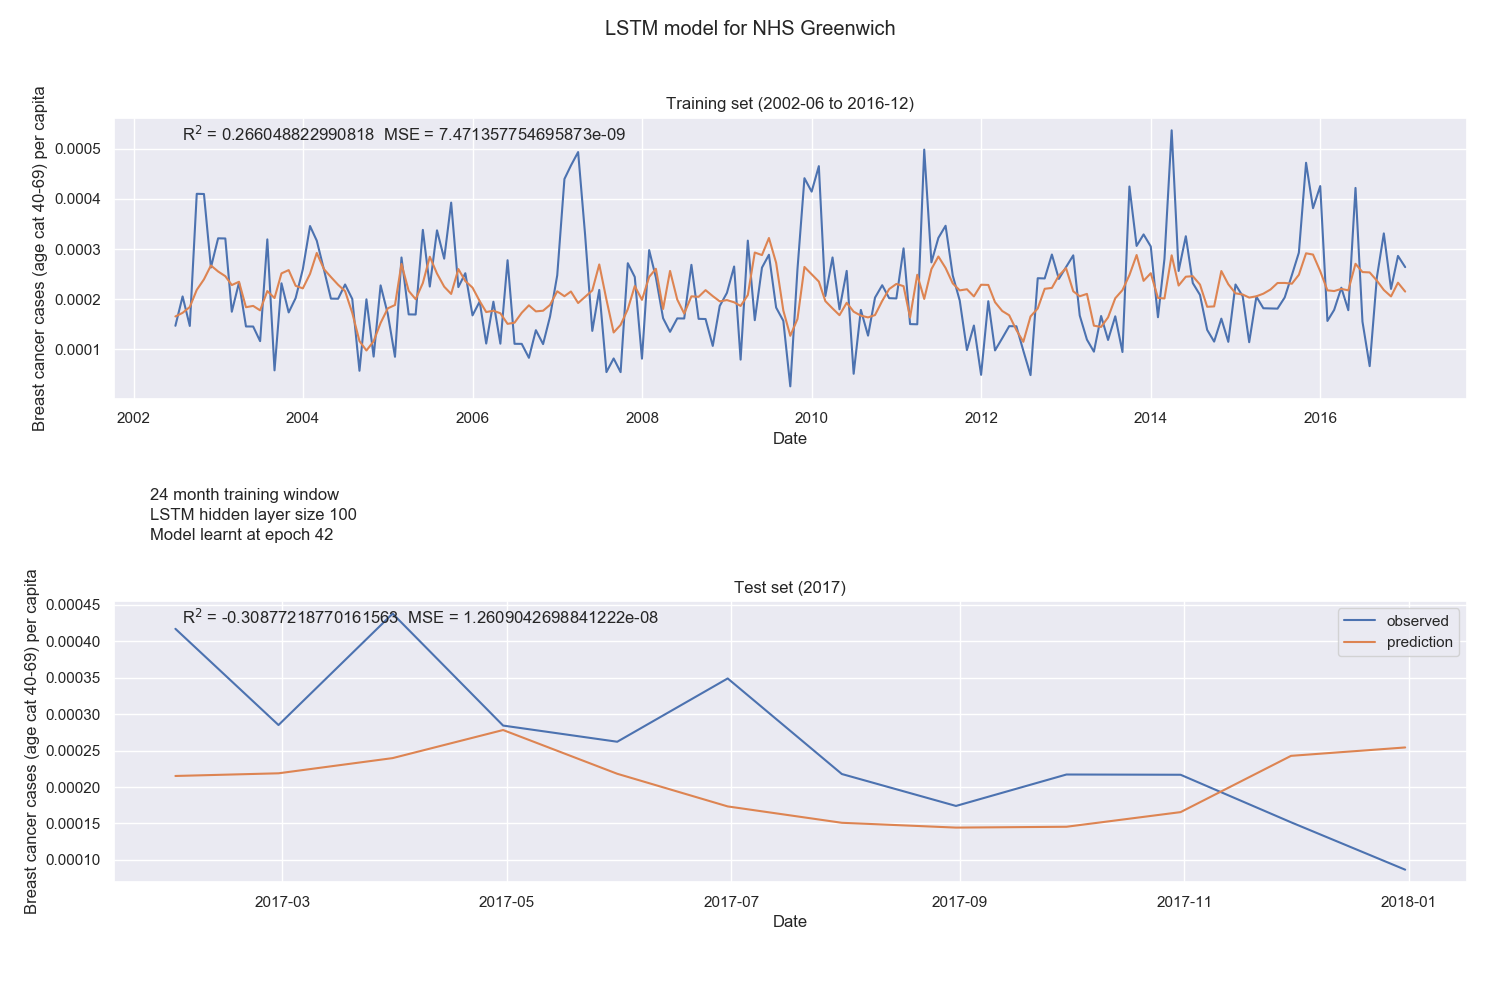 LSTM model for NHS Greenwich
Training set (2002-06 to 2016-12)
R² = 0.266048822990818 MSE = 7.471357754695873e-09
Breast cancer cases (age cat 40-69) per capita
0.0005
0.0004
0.0003
0.0002
0.0001
2002 2004 2006 2008 2010 2012 2014 2016
Date
24 month training window
LSTM hidden layer size 100
Model learnt at epoch 42
Test set (2017)
R² = -0.30877218770161563 MSE = 1.2609042698841222e-08
observed
prediction
Breast cancer cases (age cat 40-69) per capita
0.00045
0.00040
0.00035
0.00030
0.00025
0.00020
0.00015
0.00010
2017-03 2017-05 2017-07 2017-09 2017-11 2018-01
Date